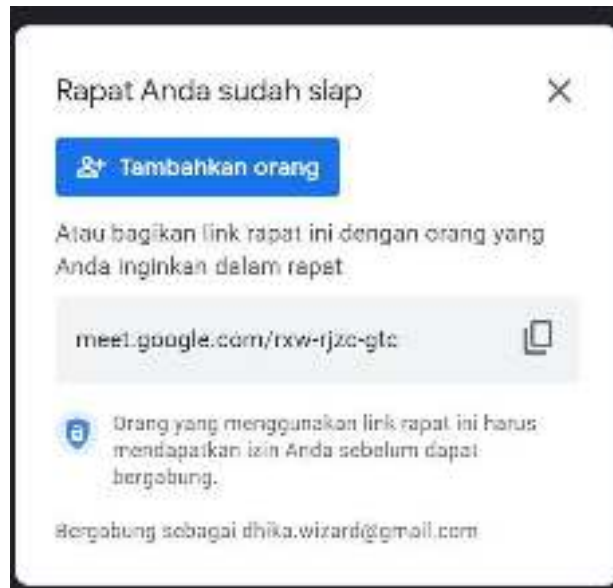 Rapat Anda sudah siap
Tambahkan orang
Atau bagikan link rapat ini dengan orang yang
Anda inginkan dalam rapat
meet.google.com/rxw-rjzc-gtc
Orang yang menggunakan link rapat ini harus
mendapatkan izin Anda sebelum dapat
bergabung.
Bergabung sebagai dhika.wizard@gmail.com